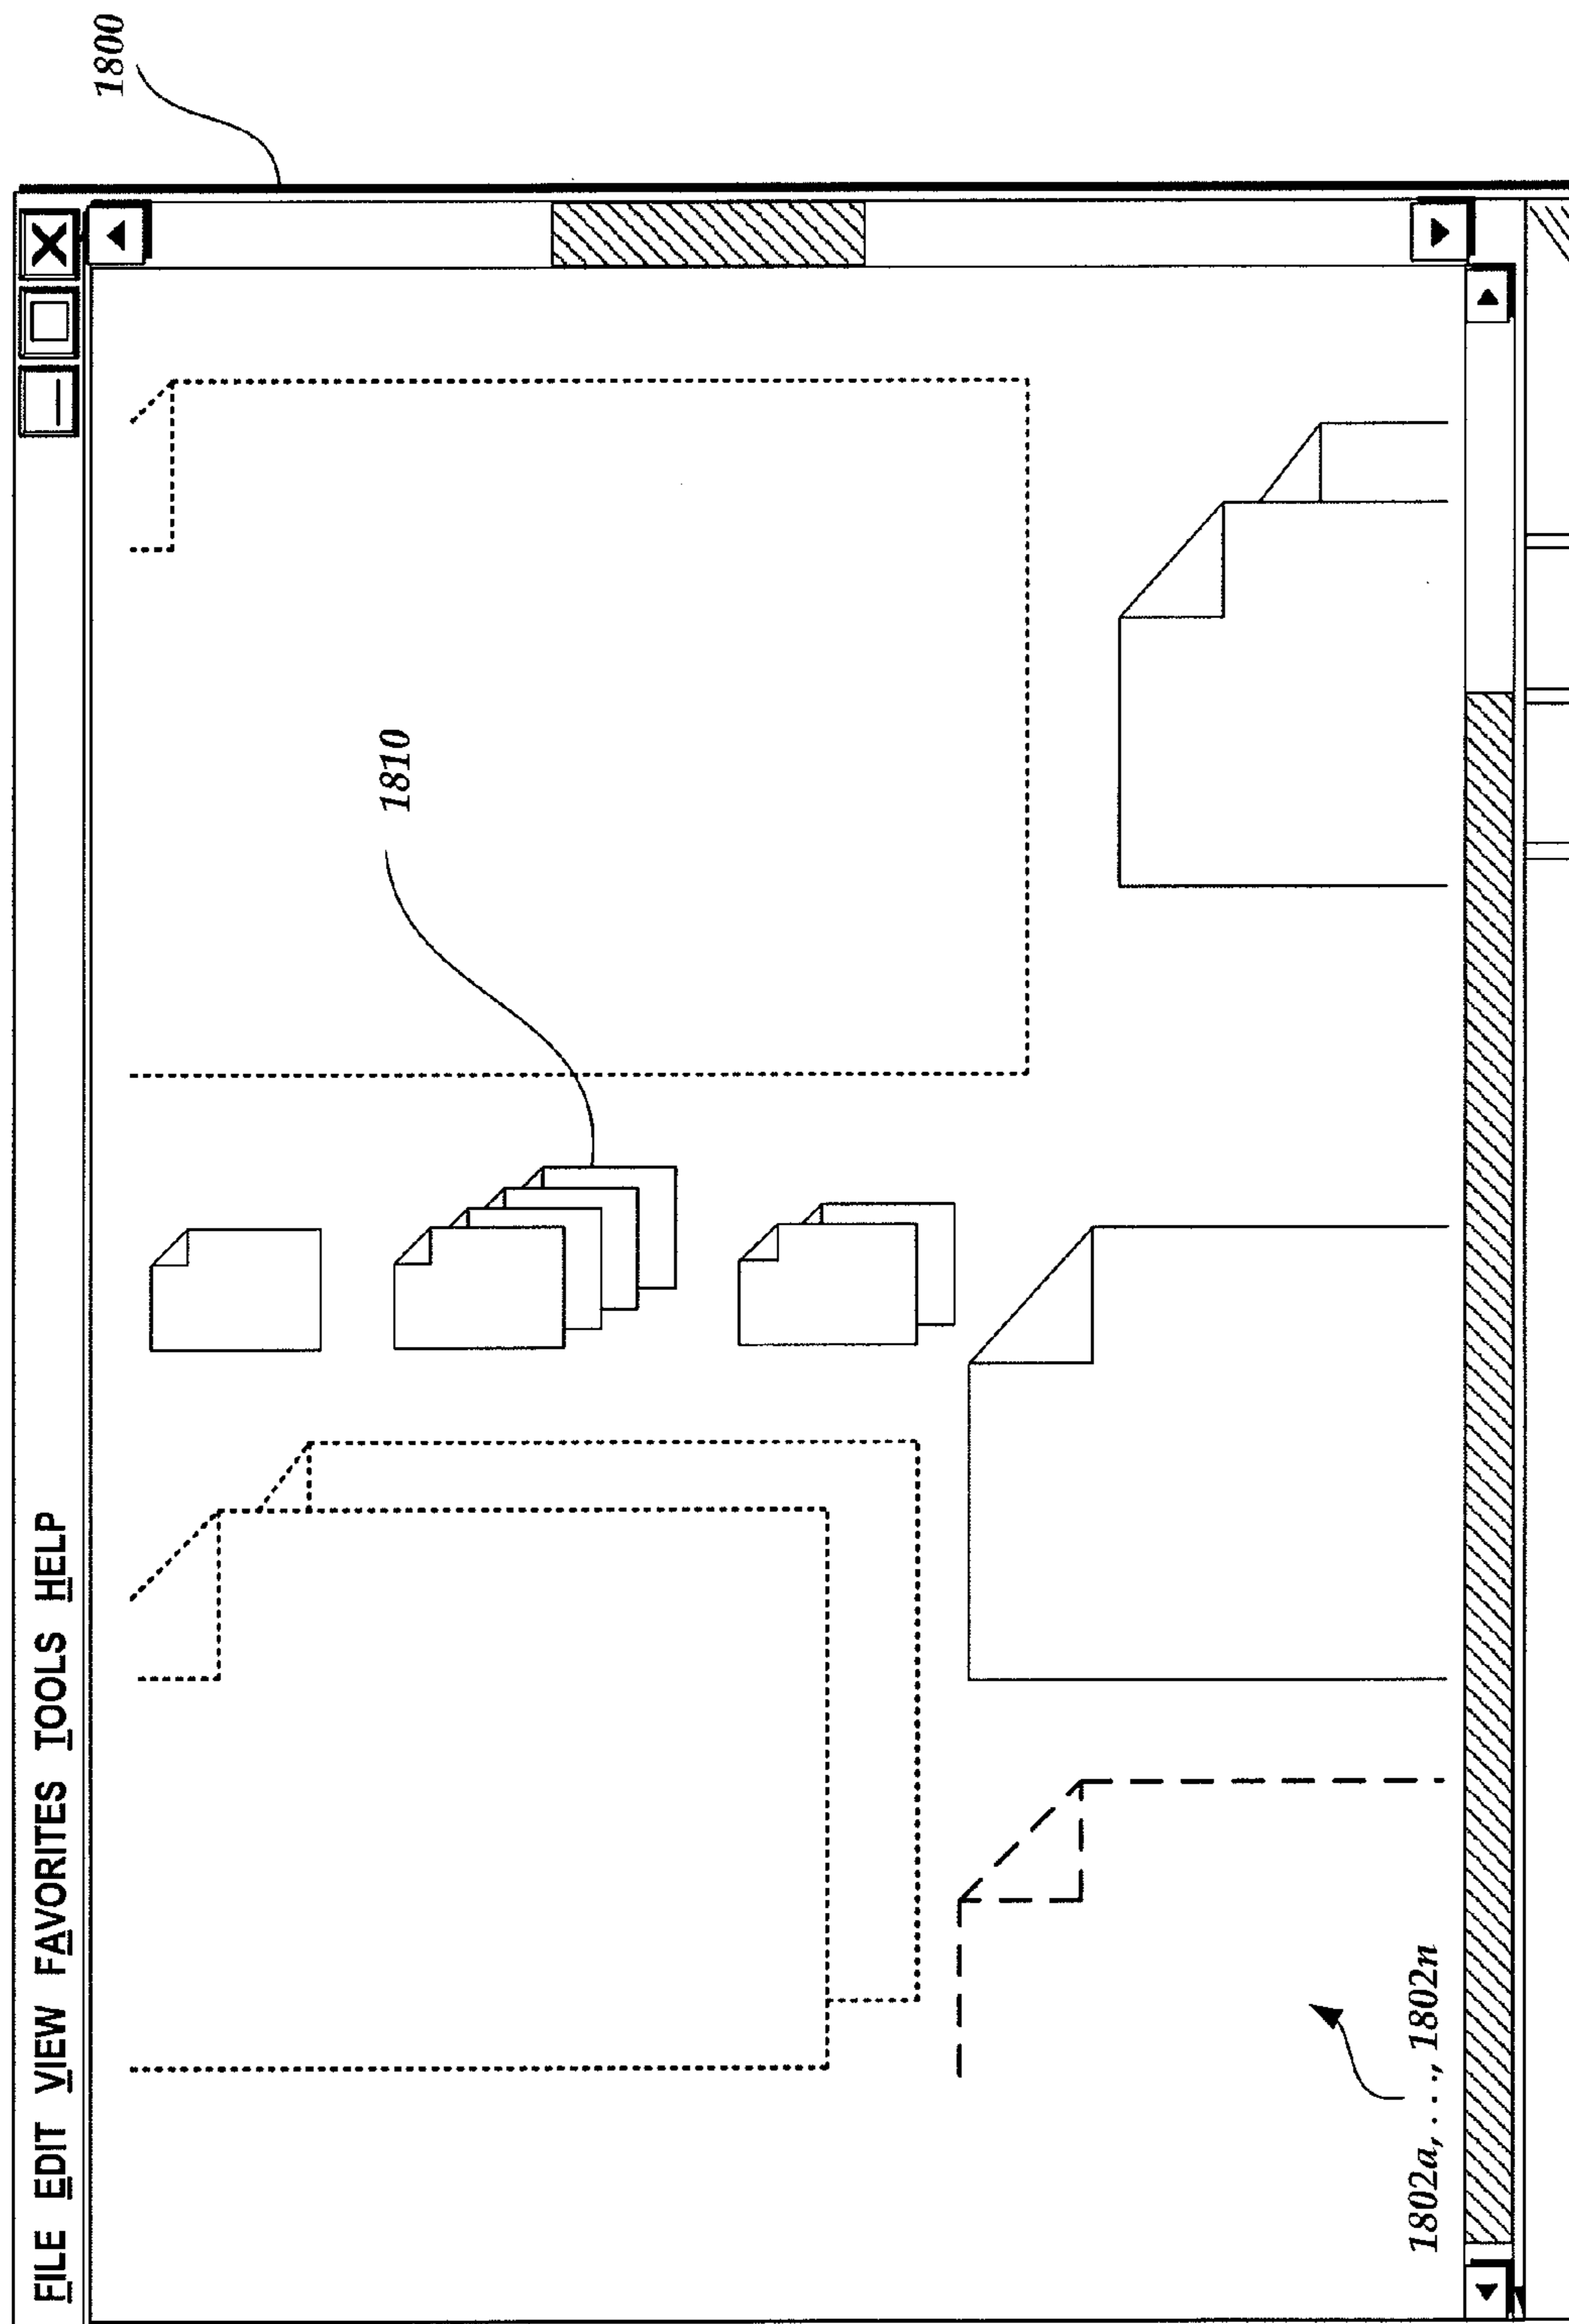 1800
FILE EDIT VIEW FAVORITES TOOLS HELP
1810
1802a, . . ., 1802n